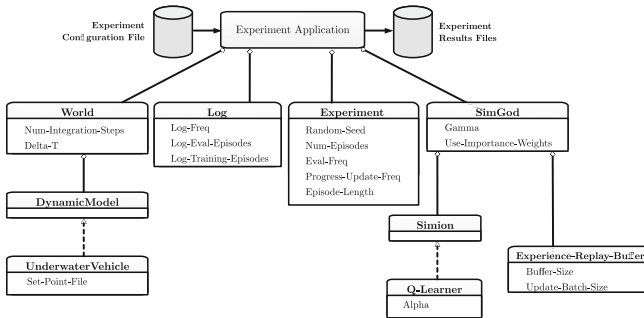 Experiment
Configuration File
Experiment Application
Experiment
Results Files
World
Num-Integration-Steps
Delta-T
Log
Log-Freq
Log-Eval-Episodes
Log-Training-Episodes
Experiment
Random-Seed
Num-Episodes
Eval-Freq
Progress-Update-Freq
Episode-Length
SimGod
Gamma
Use-Importance-Weights
DynamicModel
UnderwaterVehicle
Set-Point-File
Simion
Q-Learner
Alpha
Experience-Replay-Buffer
Buffer-Size
Update-Batch-Size